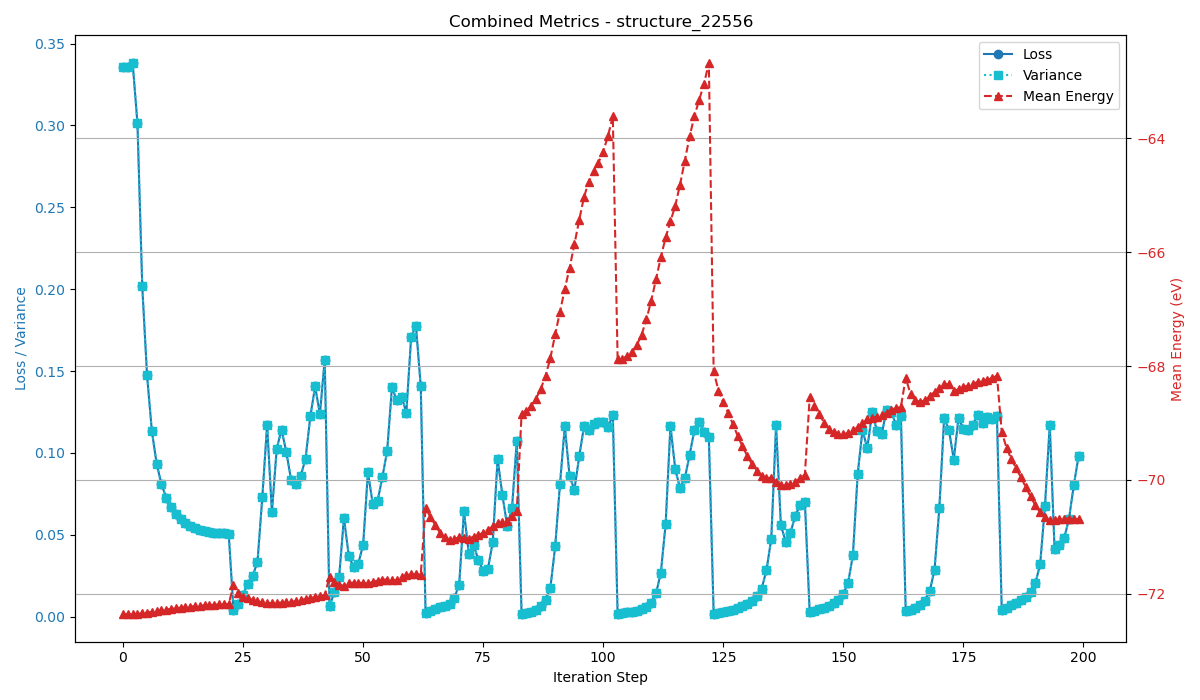 Combined Metrics - structure_22556
Loss
Variance
Mean Energy
Loss / Variance
0.35
0.30
0.25
0.20
0.15
0.10
0.05
0.00
−64
−66
−68
−70
−72
Mean Energy (eV)
0 25 50 75 100 125 150 175 200
Iteration Step